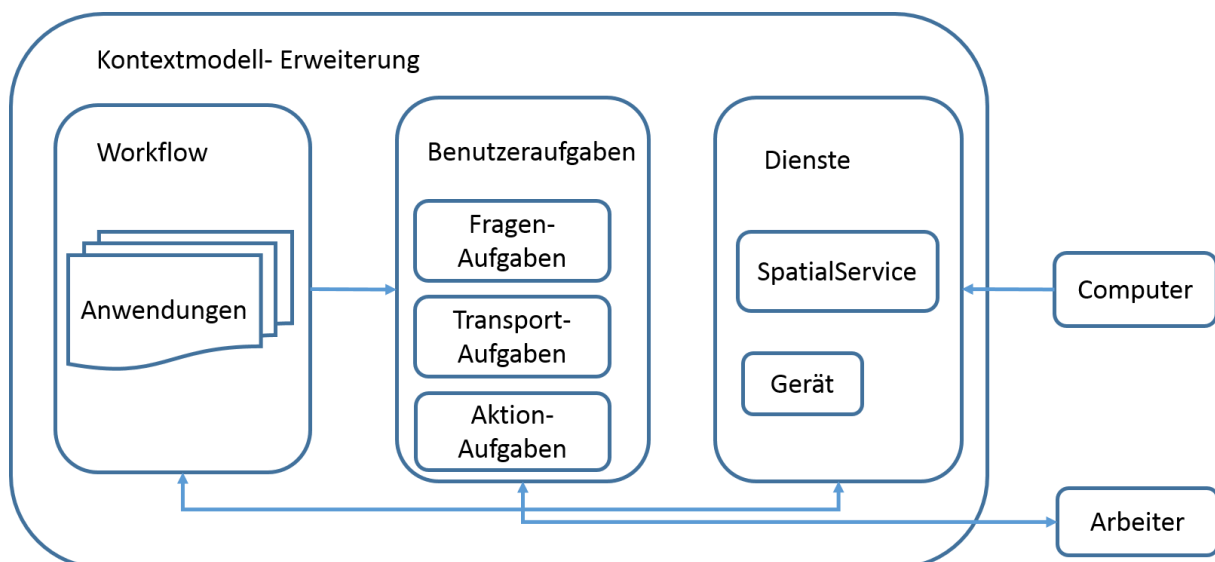 Kontextmodell- Erweiterung
Workflow
Anwendungen
Benutzeraufgaben
Fragen-
Aufgaben
Transport-
Aufgaben
Aktion-
Aufgaben
Dienste
SpatialService
Gerät
Computer
Arbeiter